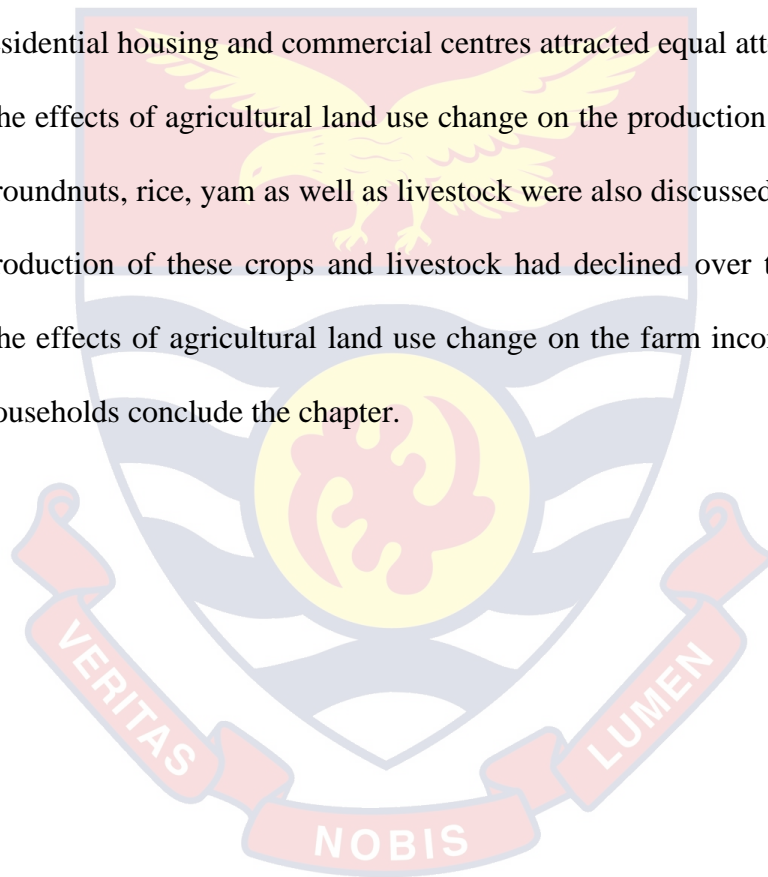 esidential housing and commercial centres attracted equal att
he effects of agricultural land use change on the production
roundnuts, rice, yam as well as livestock were also discussed
roduction of these crops and livestock had declined over t
he effects of agricultural land use change on the farm inco
ouseholds conclude the chapter.
VERITAS
NOBIS
LUMEN